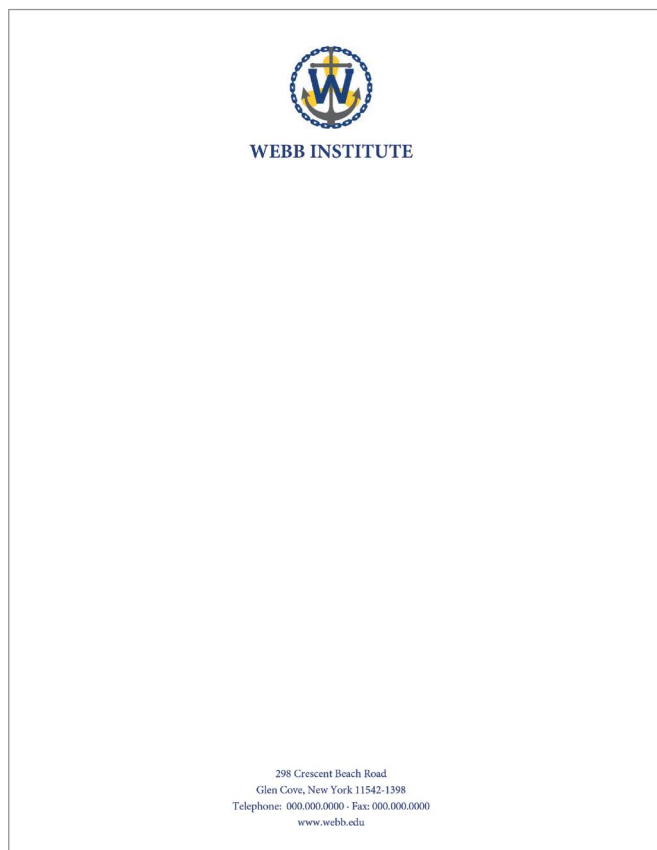 W
WEBB INSTITUTE
298 Crescent Beach Road
Glen Cove, New York 11542-1398
Telephone: 000.000.0000 - Fax: 000.000.0000
www.webb.edu